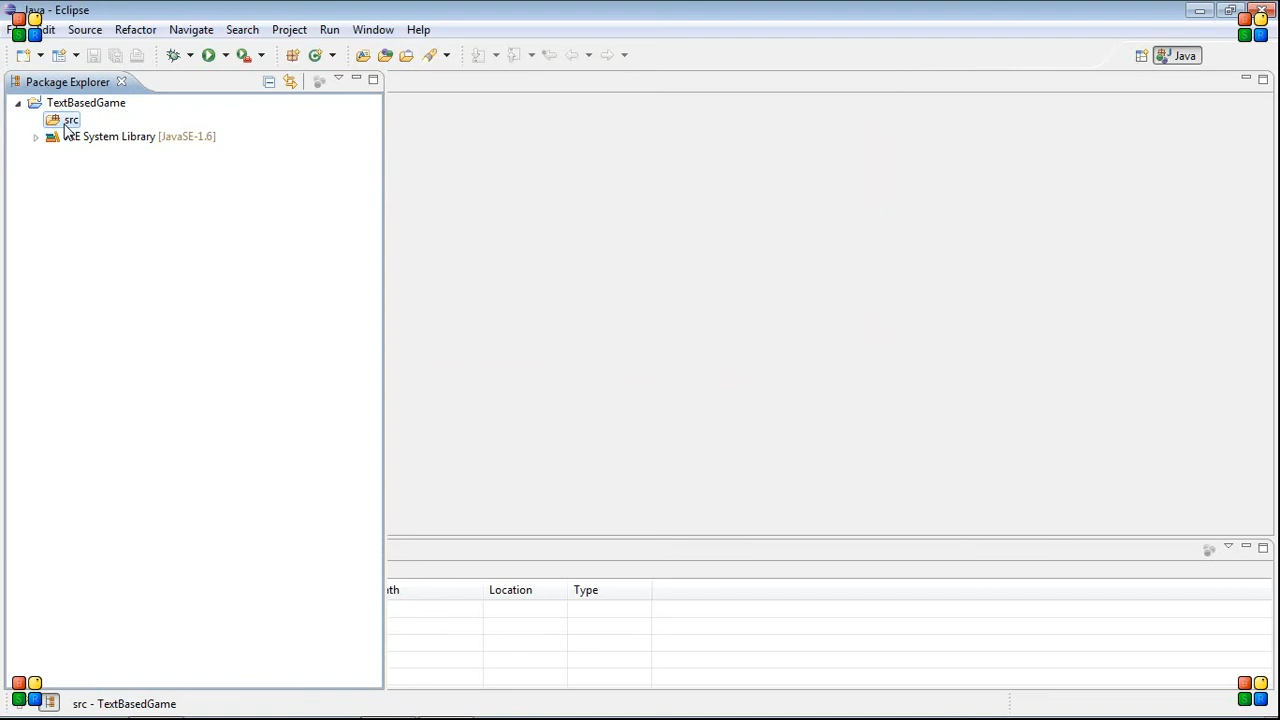 Java - Eclipse
Source Refactor Navigate Search Project Run Window Help
Java
Package Explorer
TextBasedGame
src
System Library [JavaSE-1.6]
Location Type
src - TextBasedGame